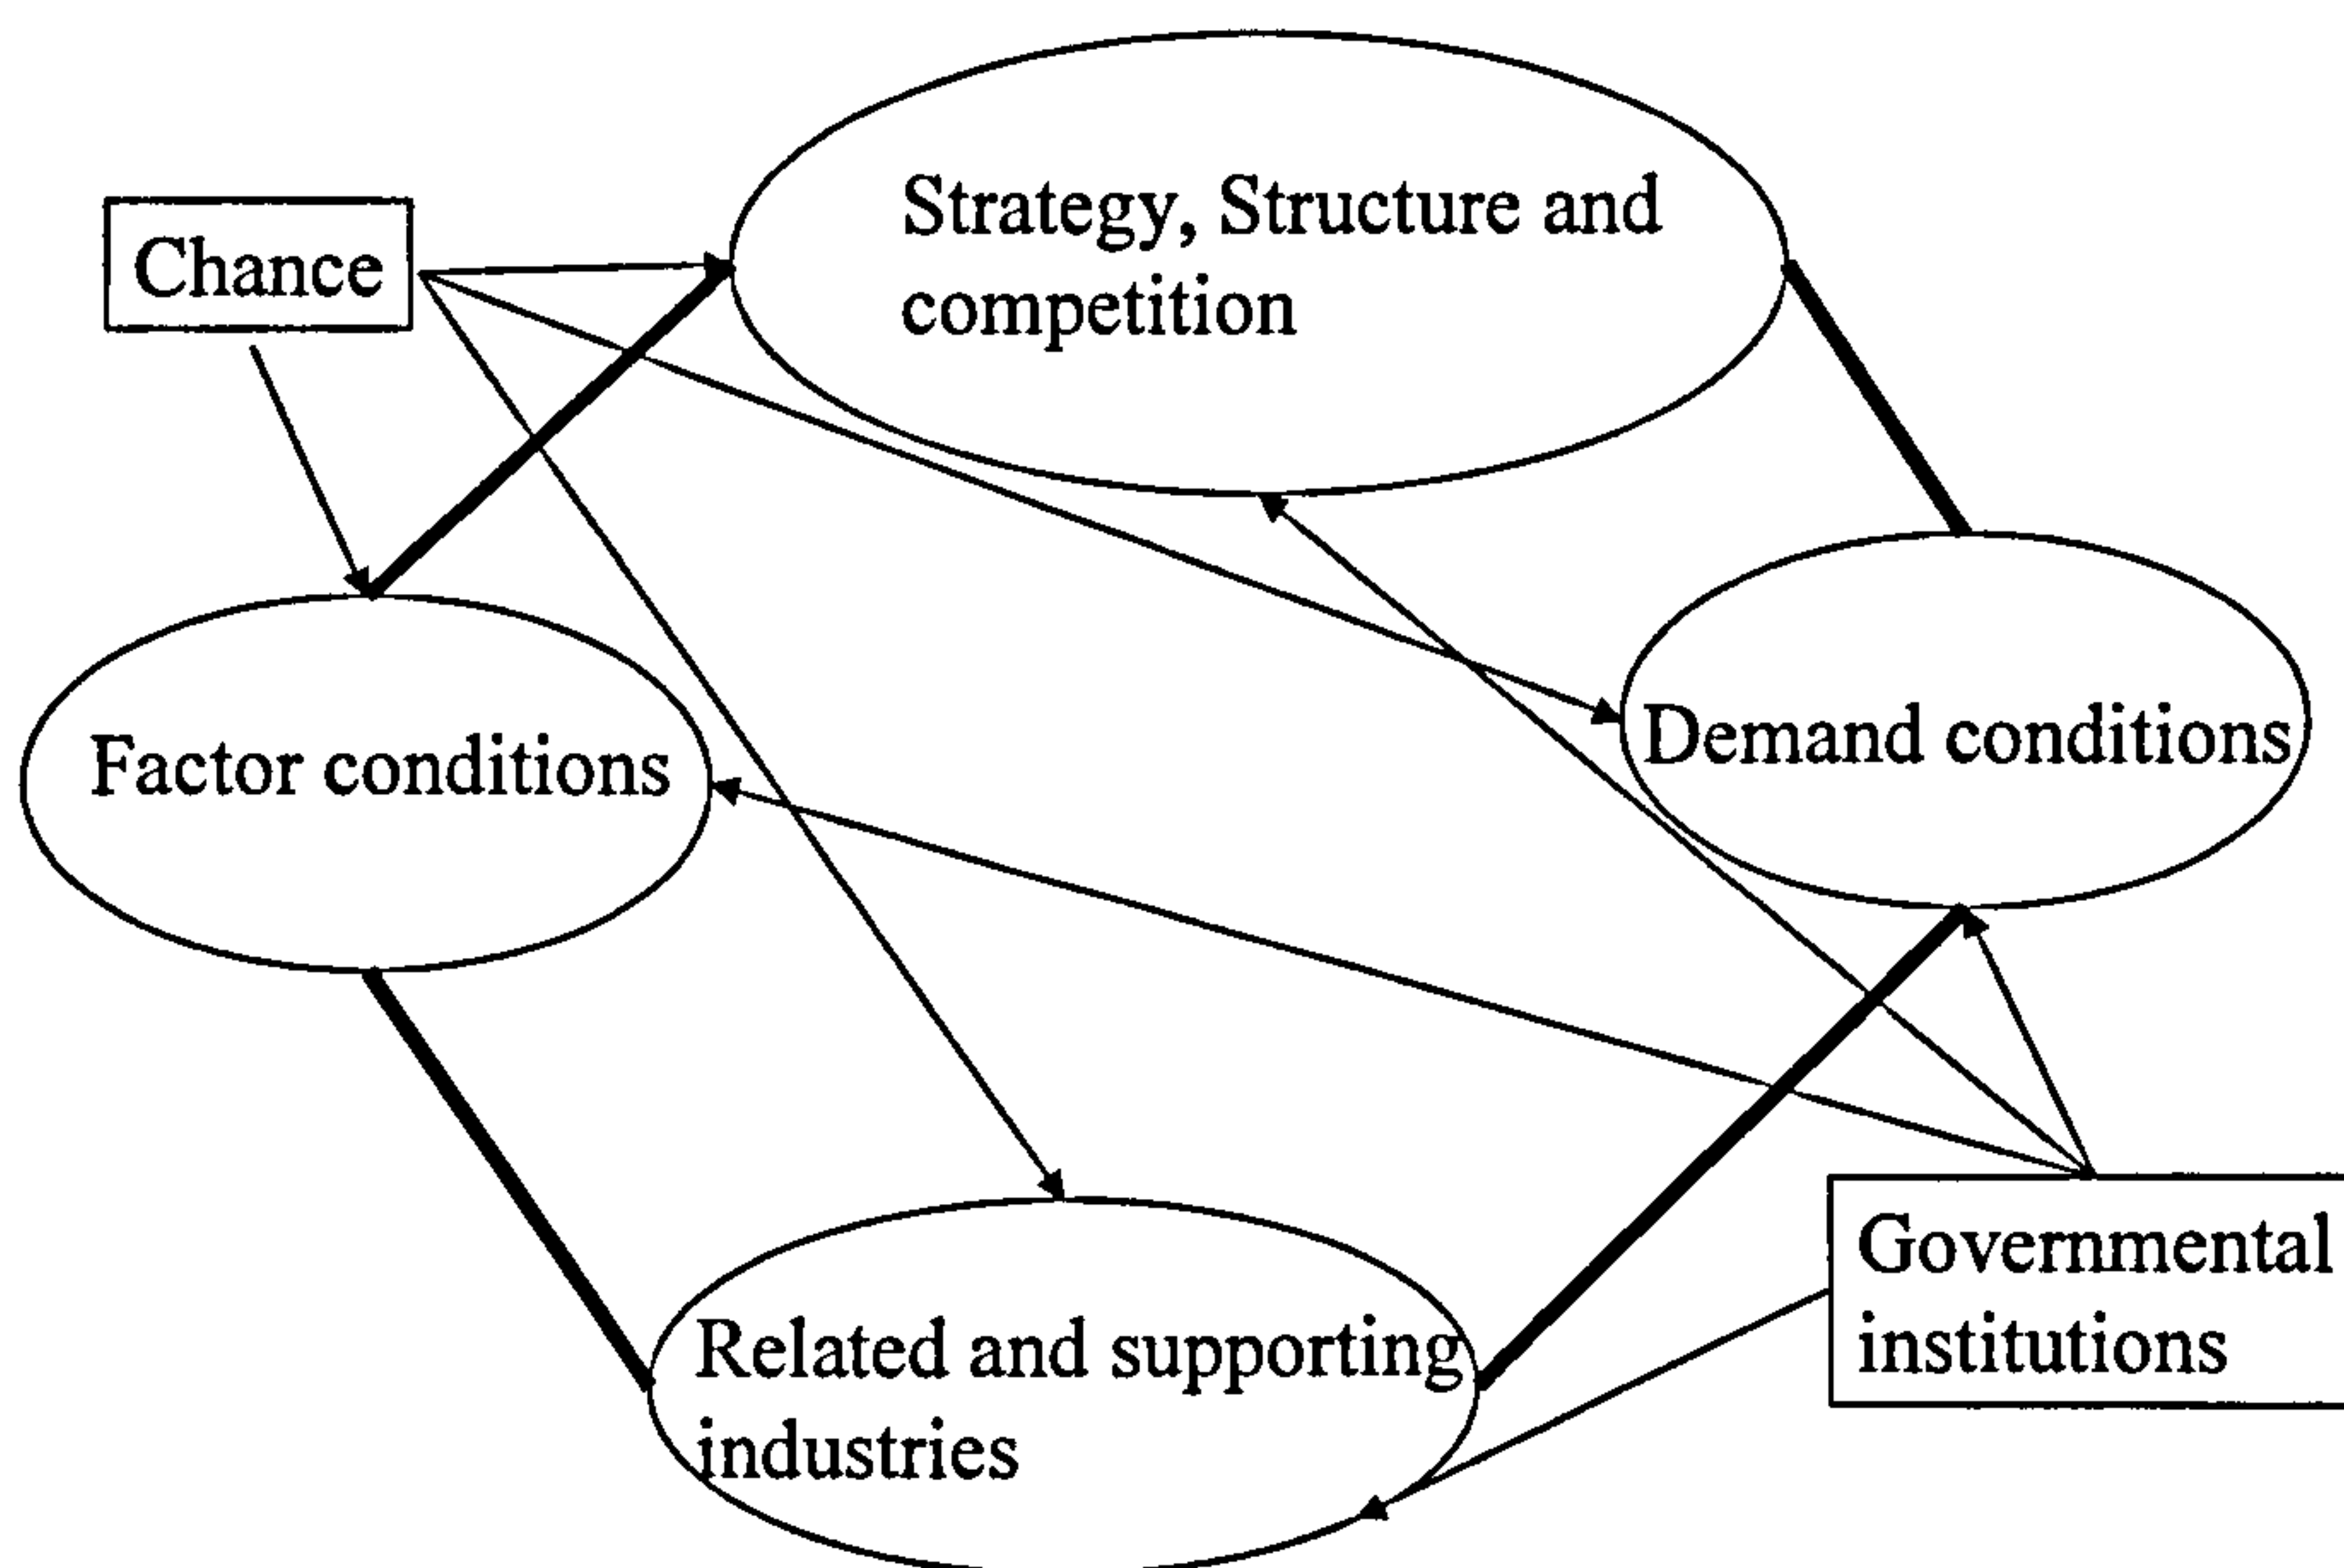 Strategy, Structure and
competition
Chance
Factor conditions
Demand conditions
Related and supporting
industries
Governmental
institutions